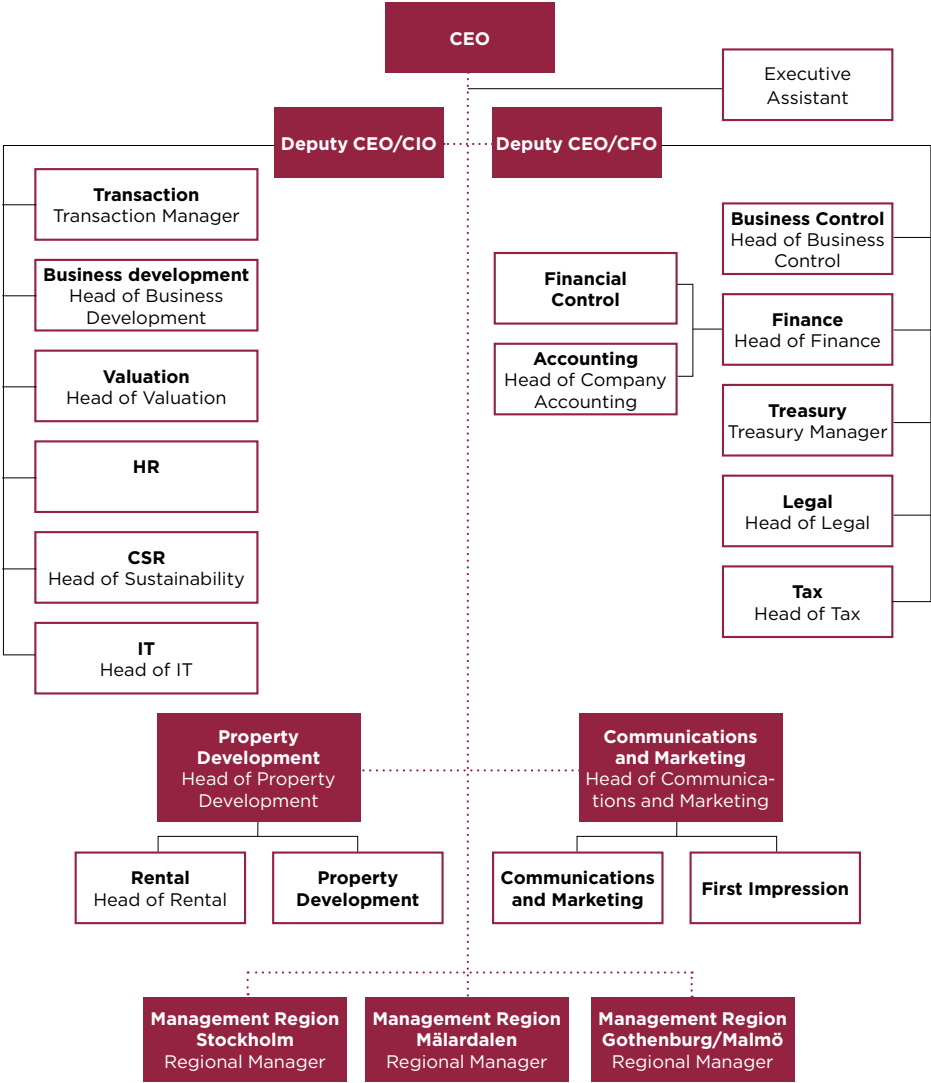 CEO
Executive
Assistant
Deputy CEO/CIO
Deputy CEO/CFO
Transaction
Transaction Manager
Business development
Head of Business
Development
Valuation
Head of Valuation
HR
CSR
Head of Sustainability
IT
Head of IT
Financial
Control
Accounting
Head of Company
Accounting
Business Control
Head of Business
Control
Finance
Head of Finance
Treasury
Treasury Manager
Legal
Head of Legal
Tax
Head of Tax
Property
Development
Head of Property
Development
Communications
and Marketing
Head of Communica-
tions and Marketing
Rental
Head of Rental
Property
Development
Communications
and Marketing
First Impression
Management Region
Stockholm
Regional Manager
Management Region
Mälardalen
Regional Manager
Management Region
Gothenburg/Malmö
Regional Manager